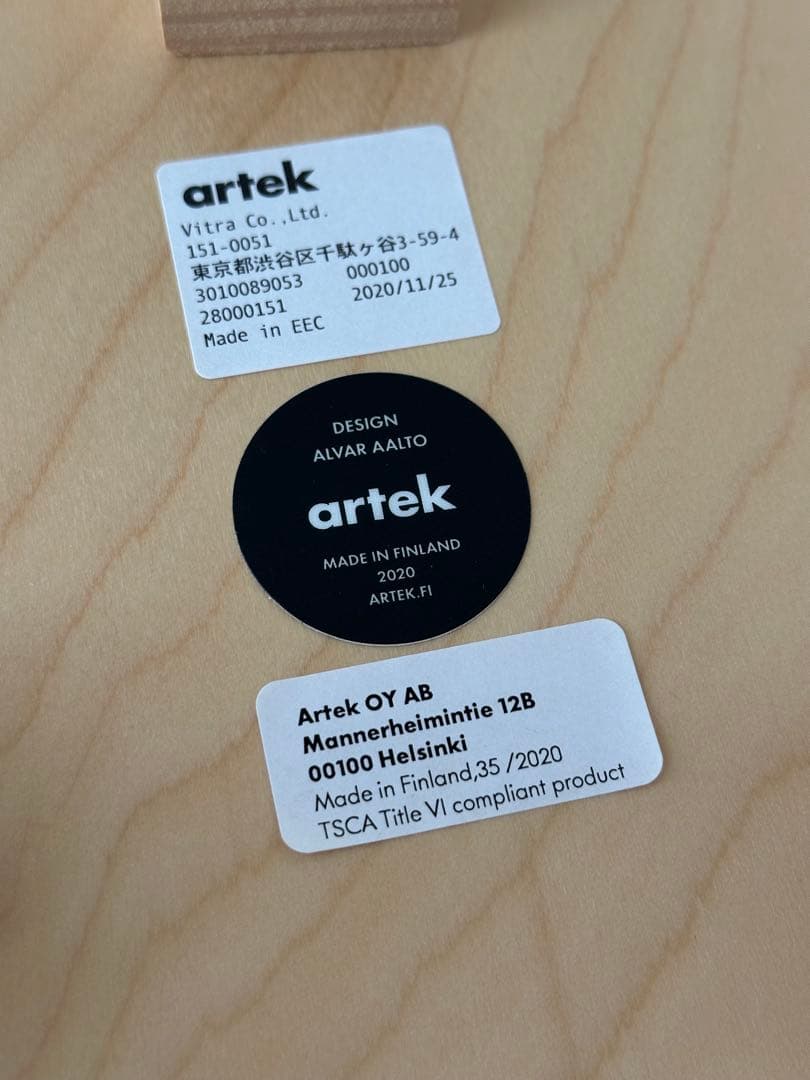 artek
Vitra Co.,Ltd.
151-0051
東京都渋谷区千駄ヶ谷3-59-4
3010089053 000100
28000151 2020/11/25
Made in EEC
DESIGN
ALVAR AALTO
artek
MADE IN FINLAND
2020
ARTEK.FI
Artek OY AB
Mannerheimintie 12B
00100 Helsinki
Made in Finland,35 /2020
TSCA Title VI compliant product